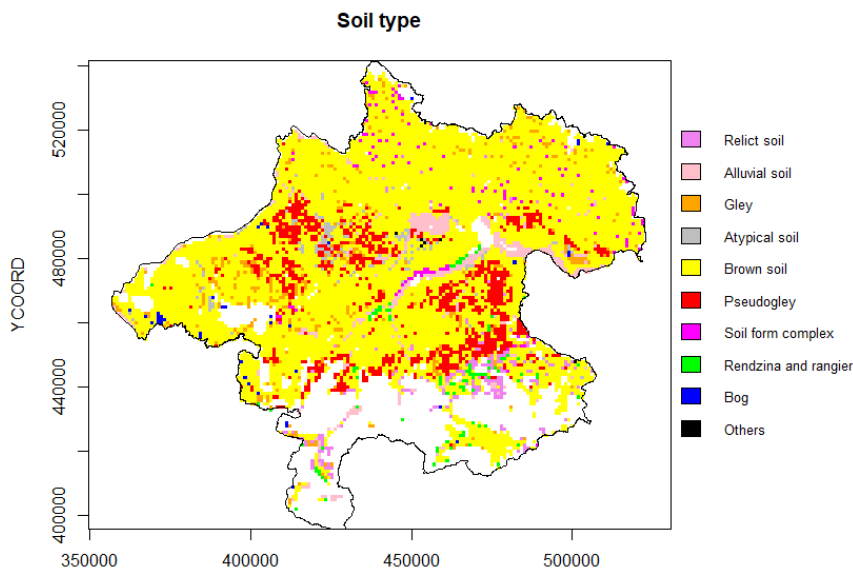 Soil type
YCOORD
520000
480000
440000
400000
350000
400000
450000
500000
Relict soil
Alluvial soil
Gley
Atypical soil
Brown soil
Pseudogley
Soil form complex
Rendzina and rangier
Bog
Others